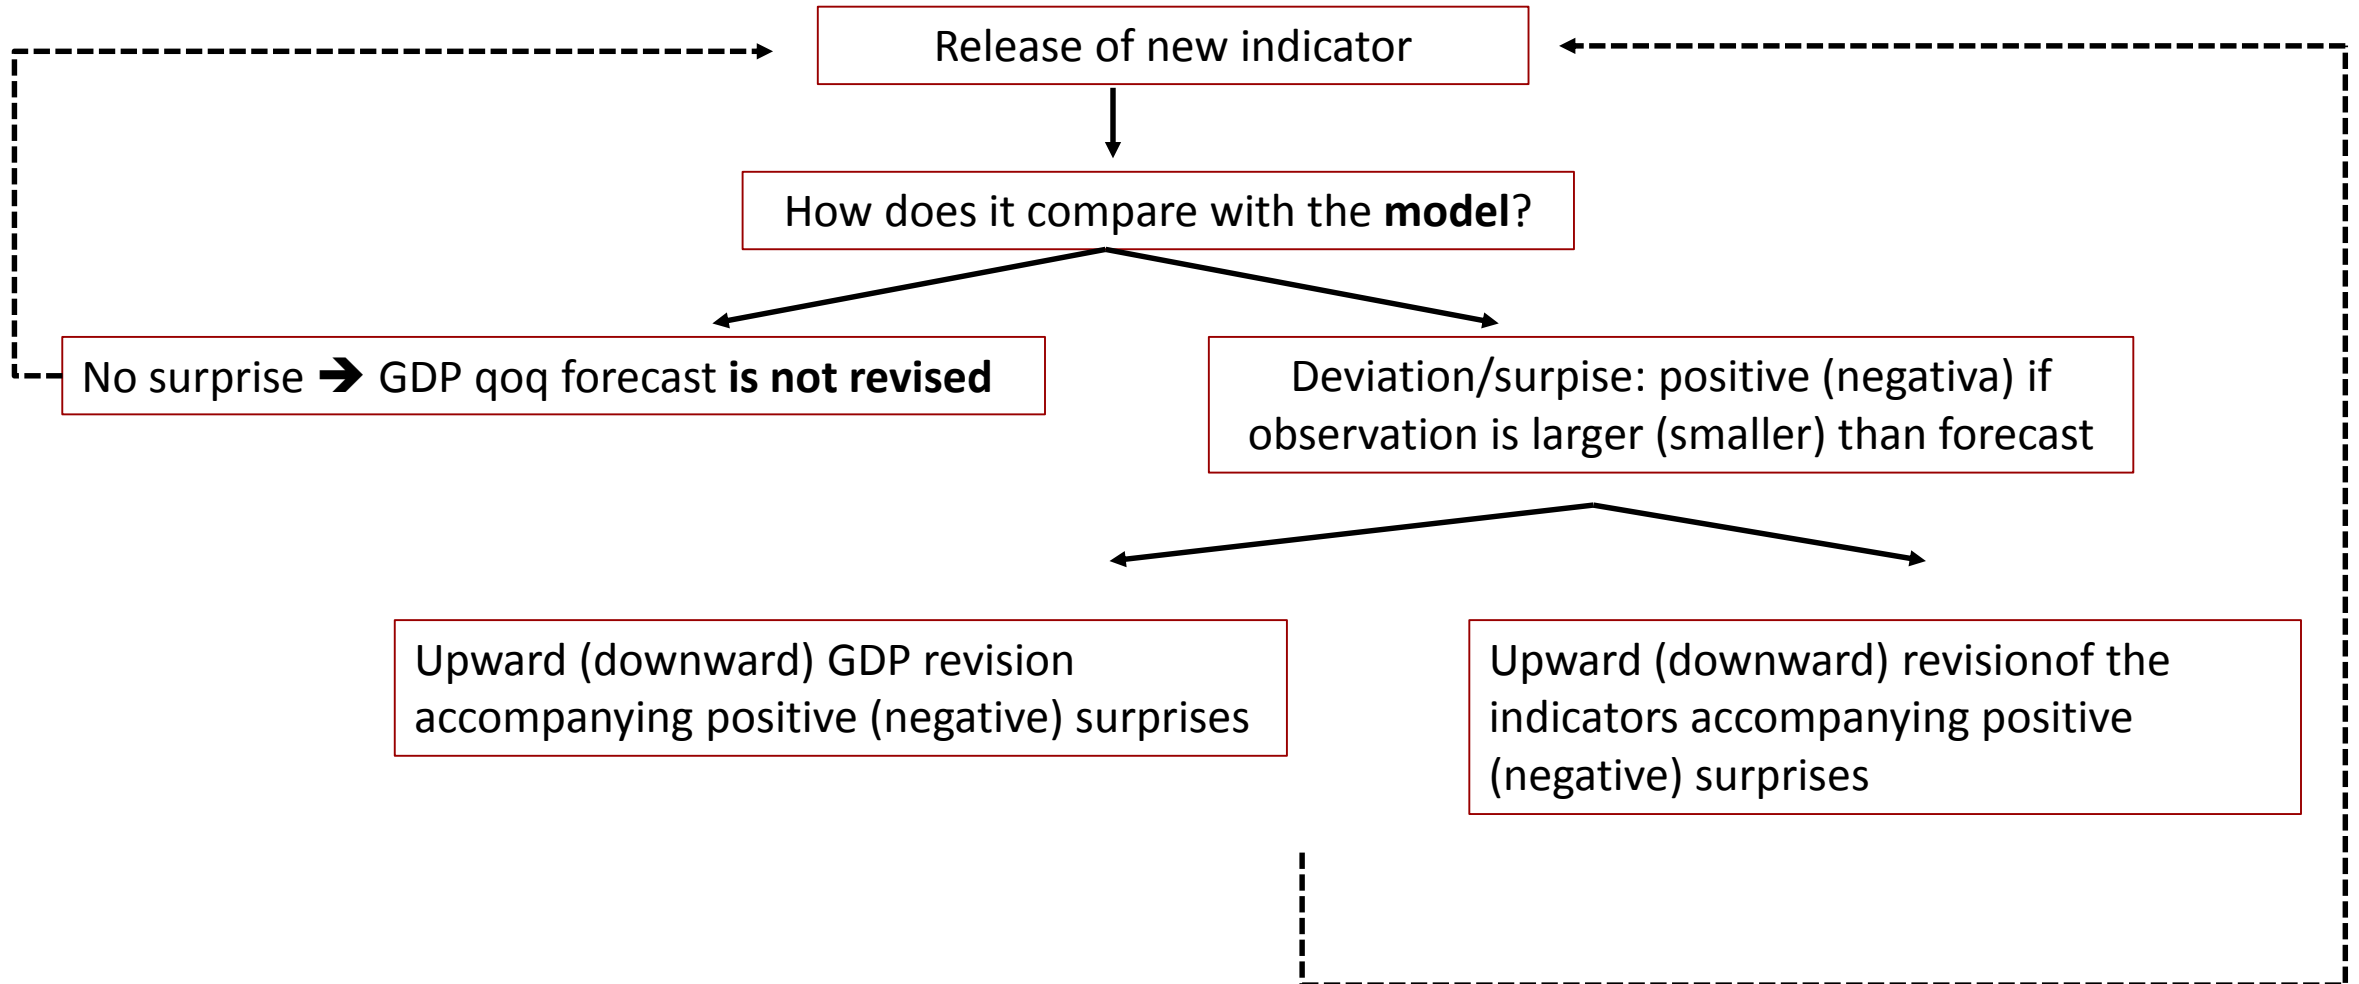 Release of new indicator
How does it compare with the model?
No surprise ➔ GDP qoq forecast is not revised
Deviation/surpise: positive (negativa) if
observation is larger (smaller) than forecast
Upward (downward) GDP revision
accompanying positive (negative) surprises
Upward (downward) revisionof the
indicators accompanying positive
(negative) surprises